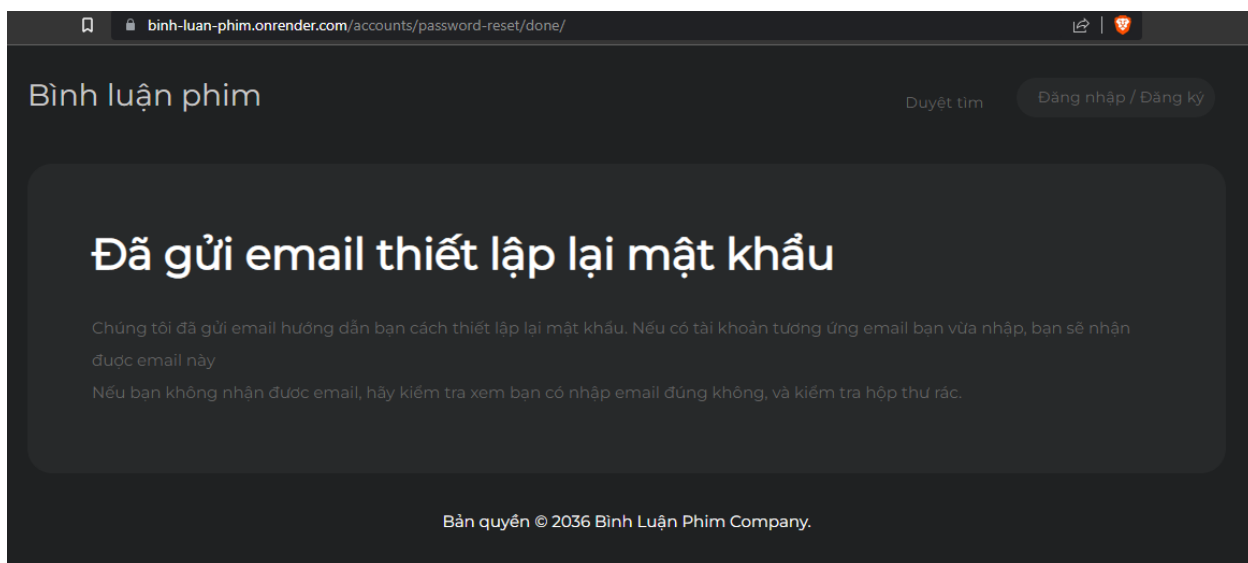 binh-luan-phim.onrender.com/accounts/password-reset/done/
Bình luận phim
Duyệt tìm
Đăng nhập / Đăng ký
Đã gửi email thiết lập lại mật khẩu
Chúng tôi đã gửi email hướng dẫn bạn cách thiết lập lại mật khẩu. Nếu có tài khoản tương ứng email bạn vừa nhập, bạn sẽ nhận
được email này
Nếu bạn không nhận được email, hãy kiểm tra xem bạn có nhập email đúng không, và kiểm tra hộp thư rác.
Bản quyền © 2036 Bình Luận Phim Company.